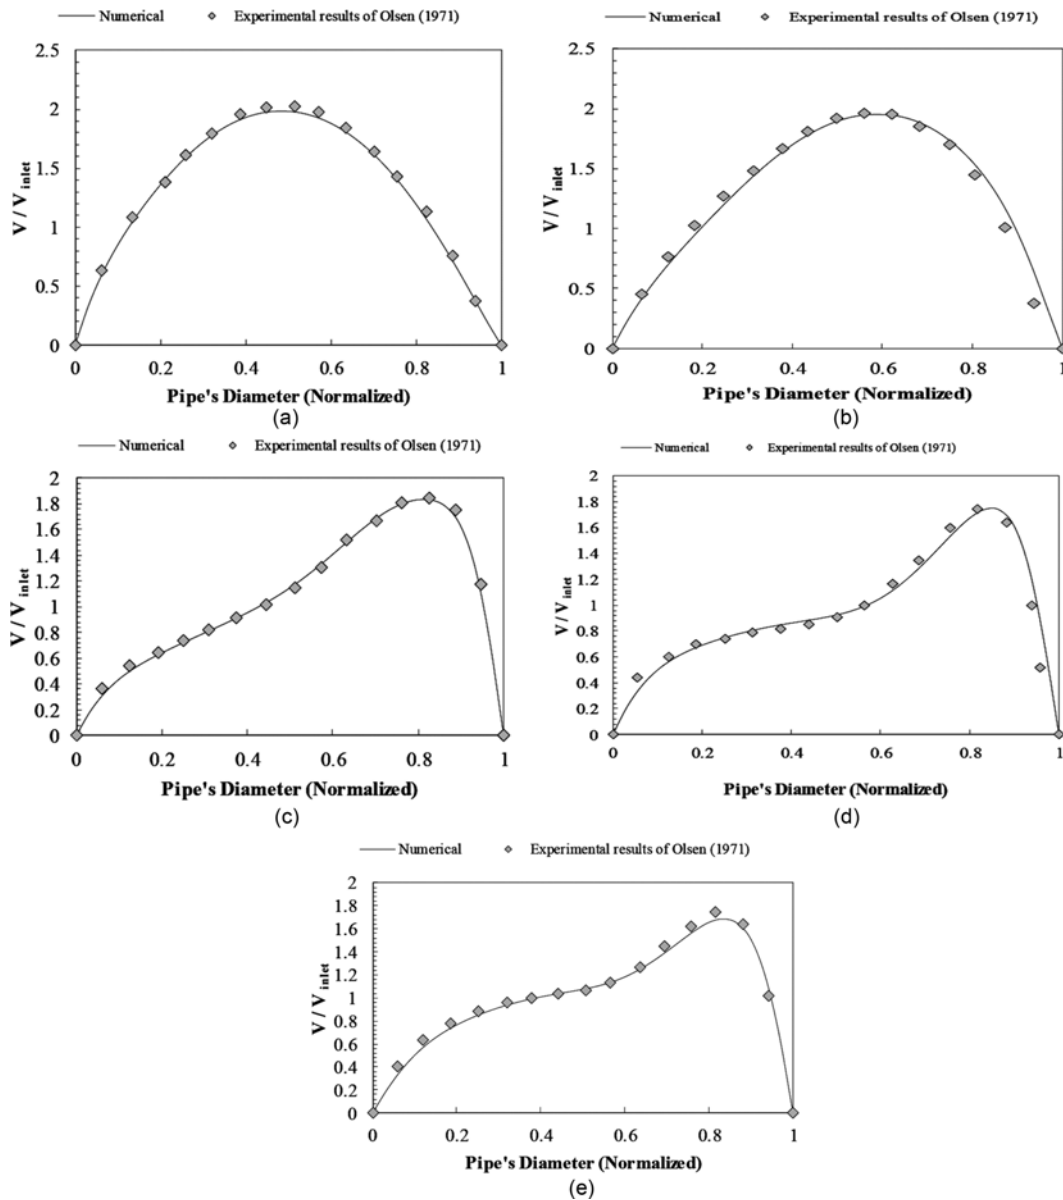 Numerical Experimental results of Olsen (1971)
2.5
2
1.5
1
0.5
0
V / V inlet
0 0.2 0.4 0.6 0.8 1
Pipe's Diameter (Normalized)
(a)
Numerical Experimental results of Olsen (1971)
2.5
2
1.5
1
0.5
0
V / V inlet
0 0.2 0.4 0.6 0.8 1
Pipe's Diameter (Normalized)
(b)
Numerical Experimental results of Olsen (1971)
2
1.8
1.6
1.4
1.2
1
0.8
0.6
0.4
0.2
0
V / V inlet
0 0.2 0.4 0.6 0.8 1
Pipe's Diameter (Normalized)
(c)
Numerical Experimental results of Olsen (1971)
2
1.8
1.6
1.4
1.2
1
0.8
0.6
0.4
0.2
0
V / V inlet
0 0.2 0.4 0.6 0.8 1
Pipe's Diameter (Normalized)
(d)
Numerical Experimental results of Olsen (1971)
2
1.8
1.6
1.4
1.2
1
0.8
0.6
0.4
0.2
0
V / V inlet
0 0.2 0.4 0.6 0.8 1
Pipe's Diameter (Normalized)
(e)